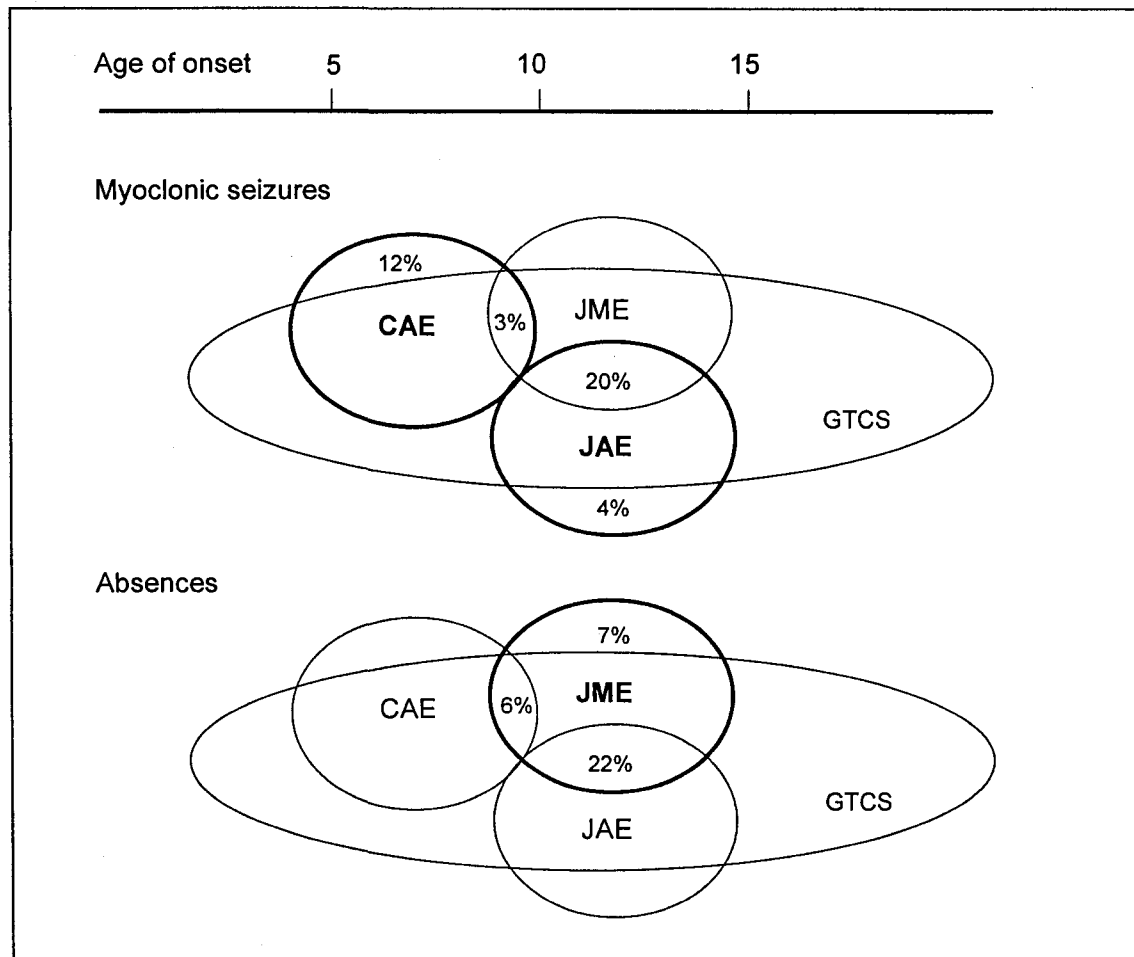 Age of onset 5 10 15
Myoclonic seizures
12%
CAE 3% JME
20%
GTCS
JAE
4%
Absences
7%
CAE 6% JME
22%
GTCS
JAE